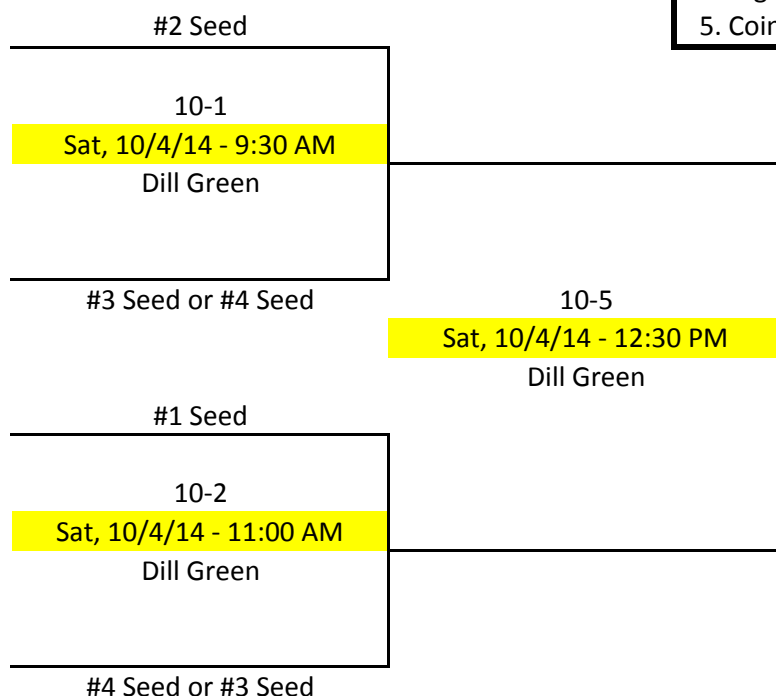 #2 Seed
5. Coin
10-1
Sat, 10/4/14 - 9:30 AM
Dill Green
#3 Seed or #4 Seed
10-5
Sat, 10/4/14 - 12:30 PM
Dill Green
#1 Seed
10-2
Sat, 10/4/14 - 11:00 AM
Dill Green
#4 Seed or #3 Seed